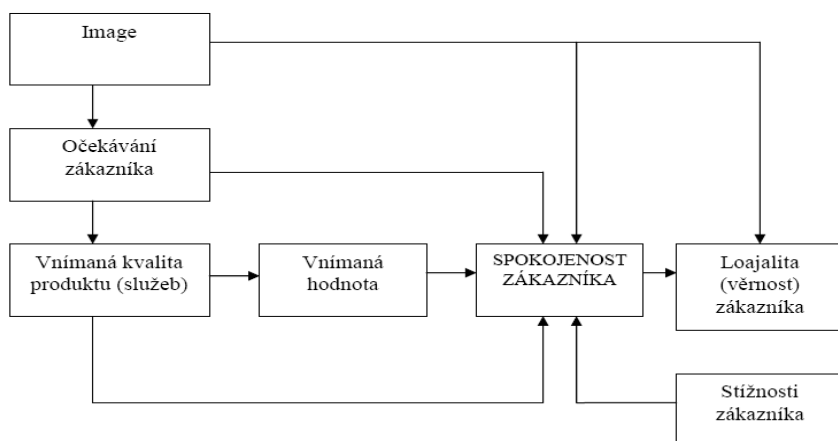 Image
Očekávání
zákazníka
Vnímaná kvalita
produktu (služeb)
Vnímaná
hodnota
SPOKOJENOST
ZÁKAZNÍKA
Loajalita
(věrnost)
zákazníka
Stížnosti
zákazníka